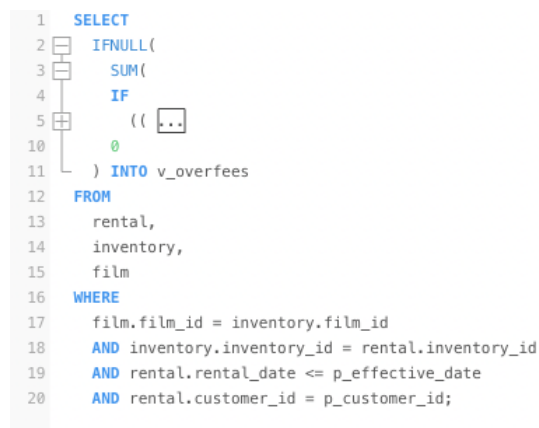 1 SELECT
2 IFNULL(
3 SUM(
4 IF
5 (( ...
10 0
11 ) INTO v_overfees
12 FROM
13 rental,
14 inventory,
15 film
16 WHERE
17 film.film_id = inventory.film_id
18 AND inventory.inventory_id = rental.inventory_id
19 AND rental.rental_date <= p_effective_date
20 AND rental.customer_id = p_customer_id;